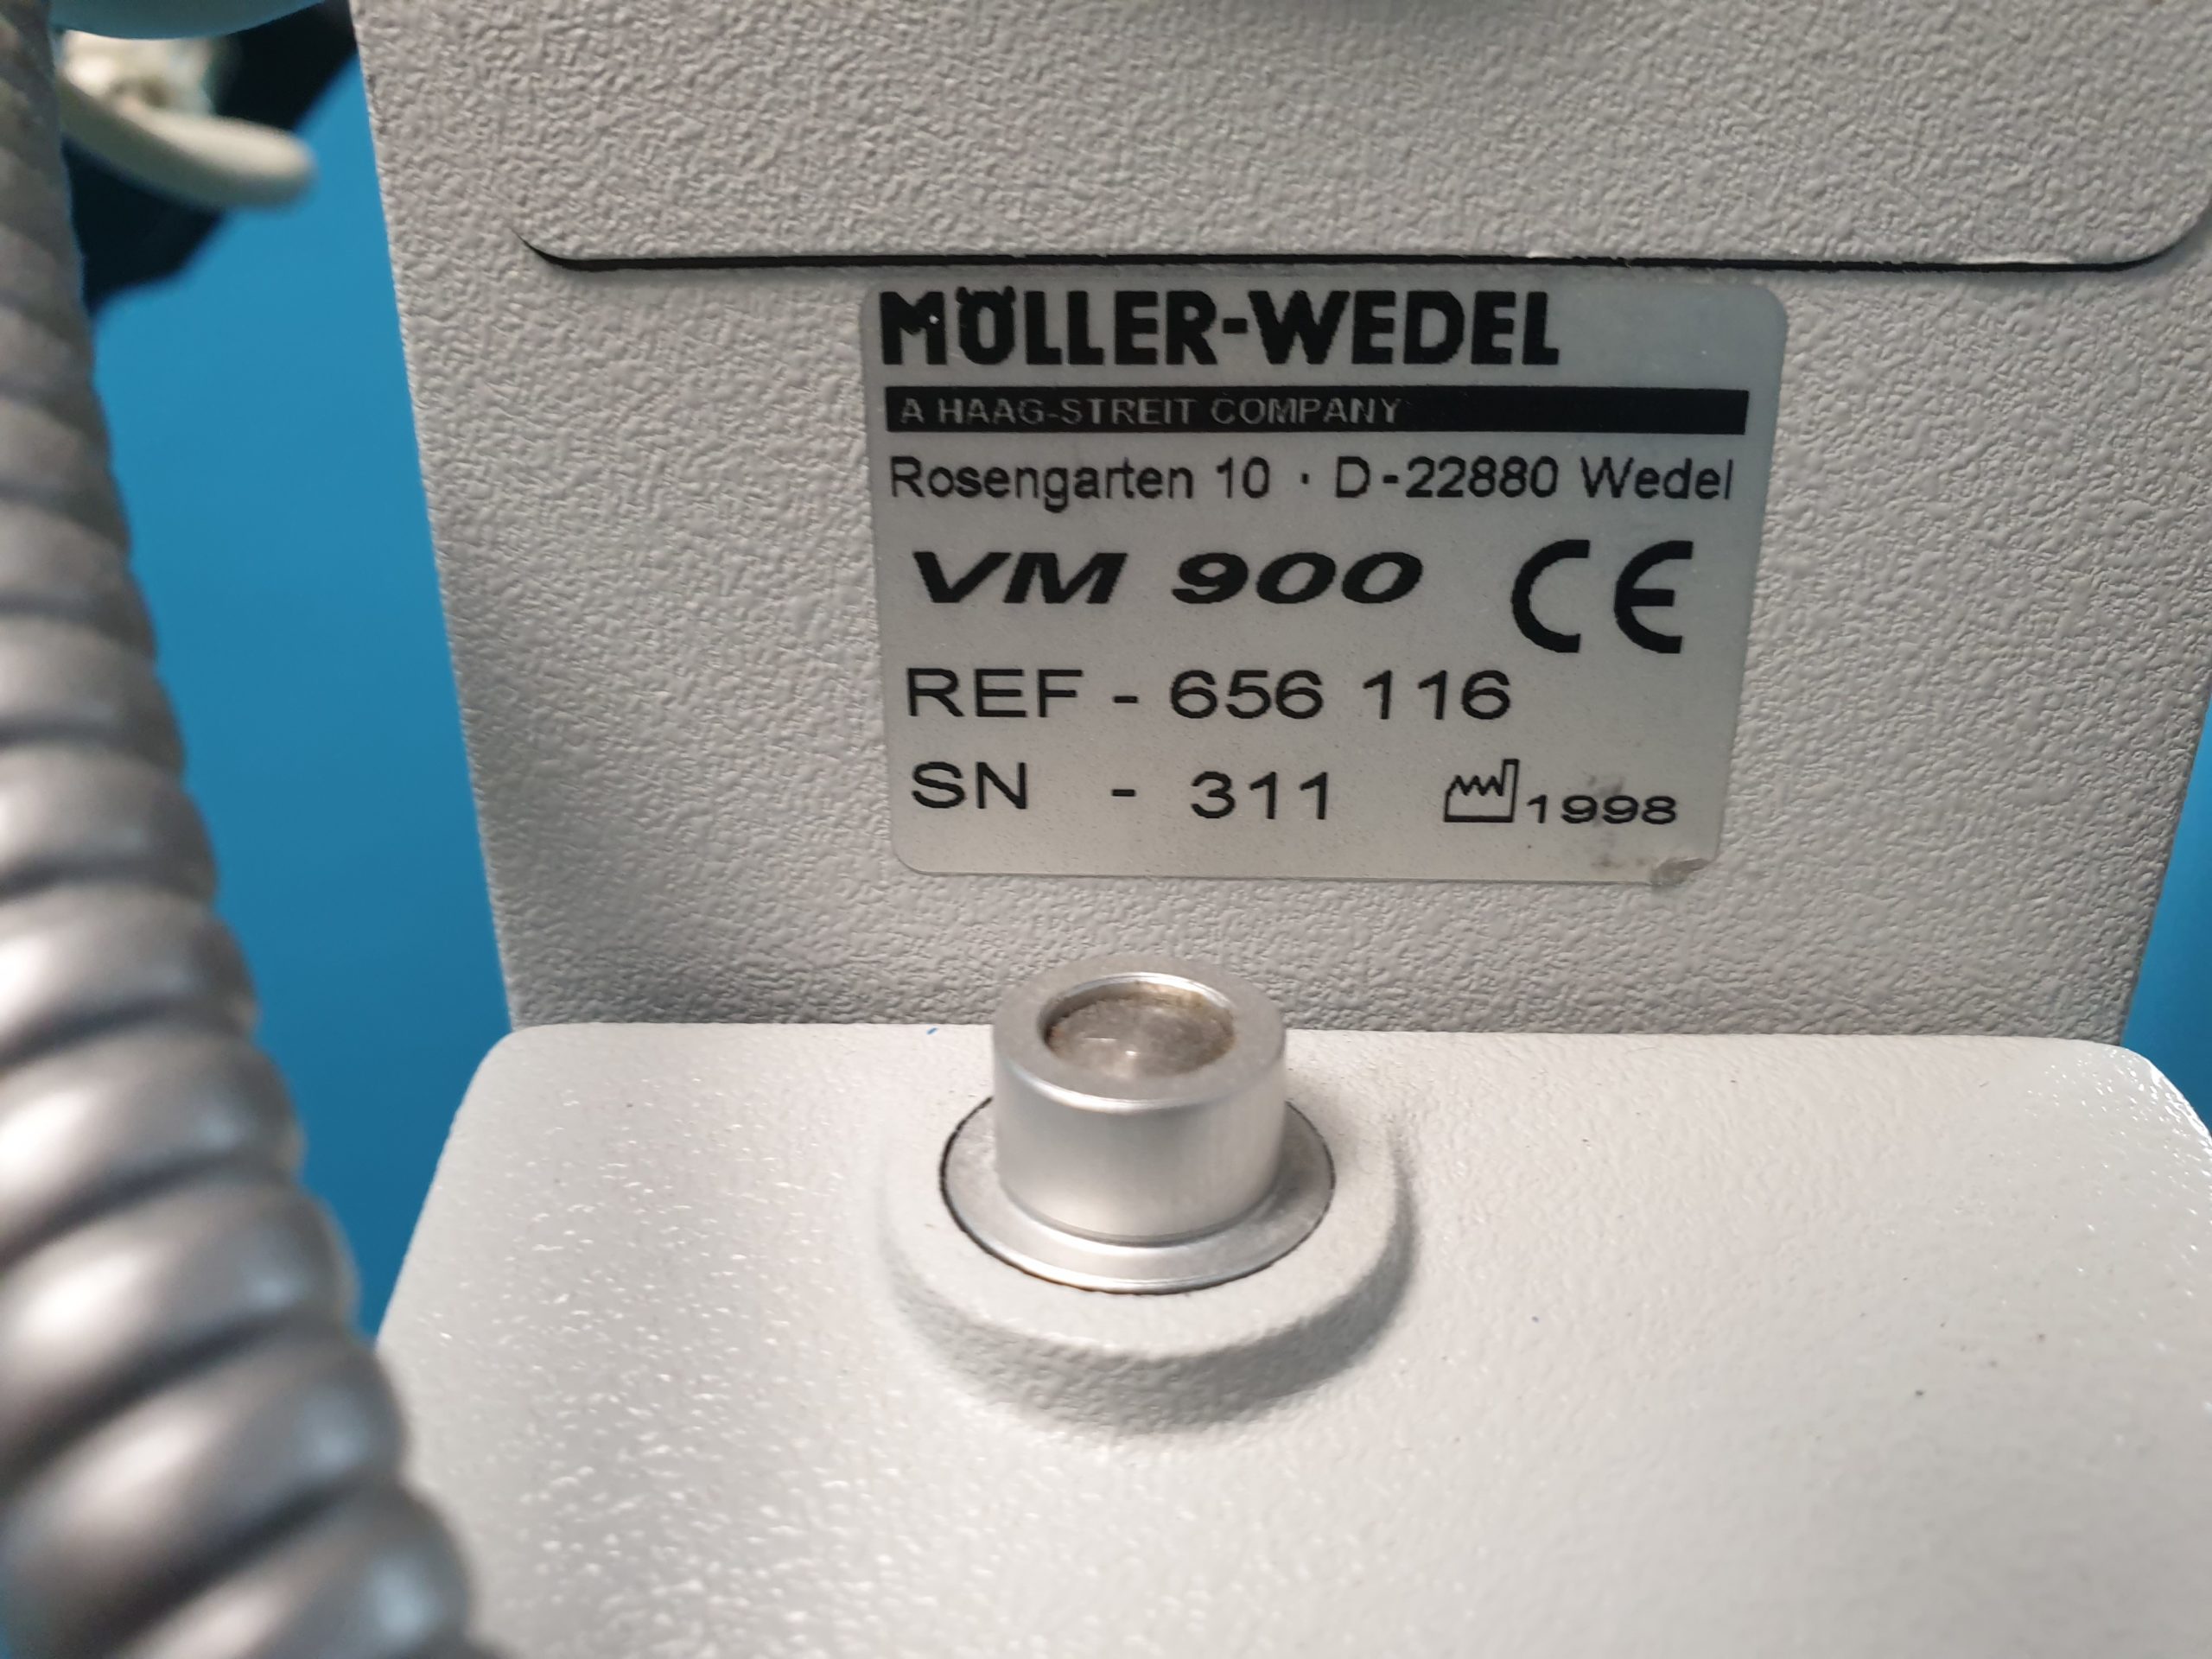 MÖLLER-WEDEL
A HAAG-STREIT COMPANY
Rosengarten 10 · D-22880 Wedel
VM 900 CE
REF - 656 116
SN - 311 1998